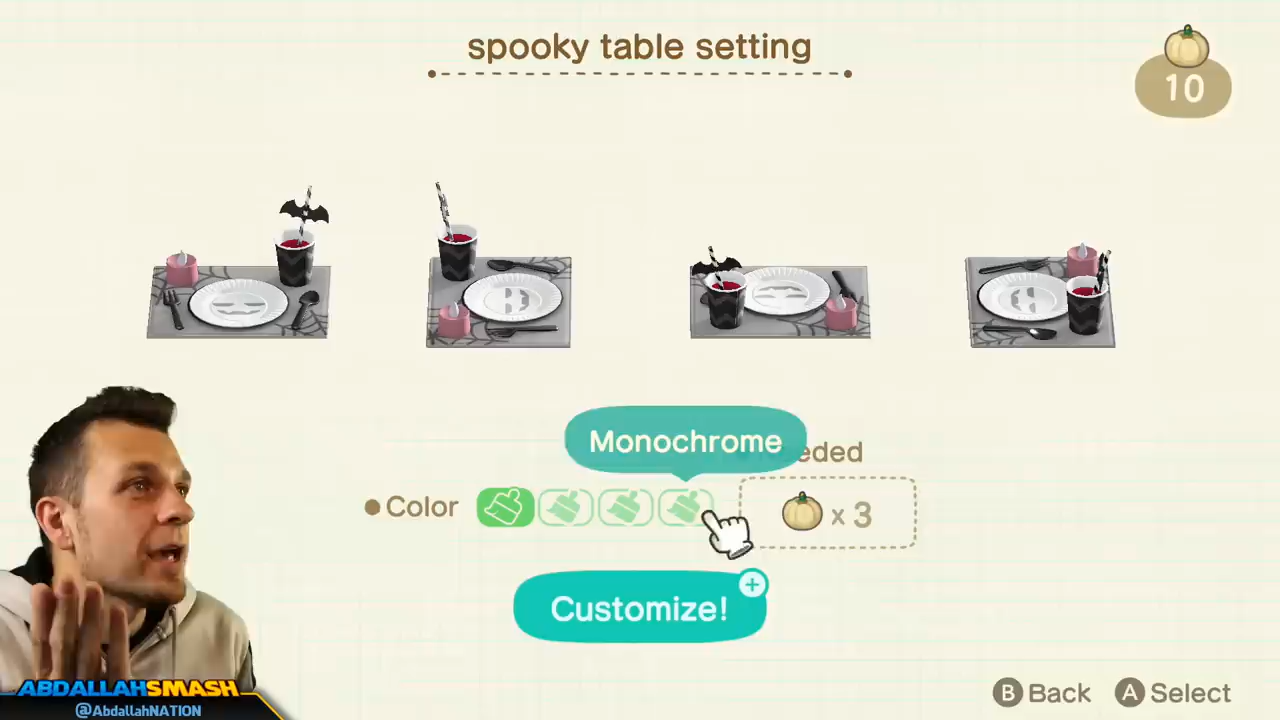 spooky table setting
10
Monochrome
eded
Color
x 3
Customize!
ABDALLAHSMASH
@AbdallahNATION
B Back A Select